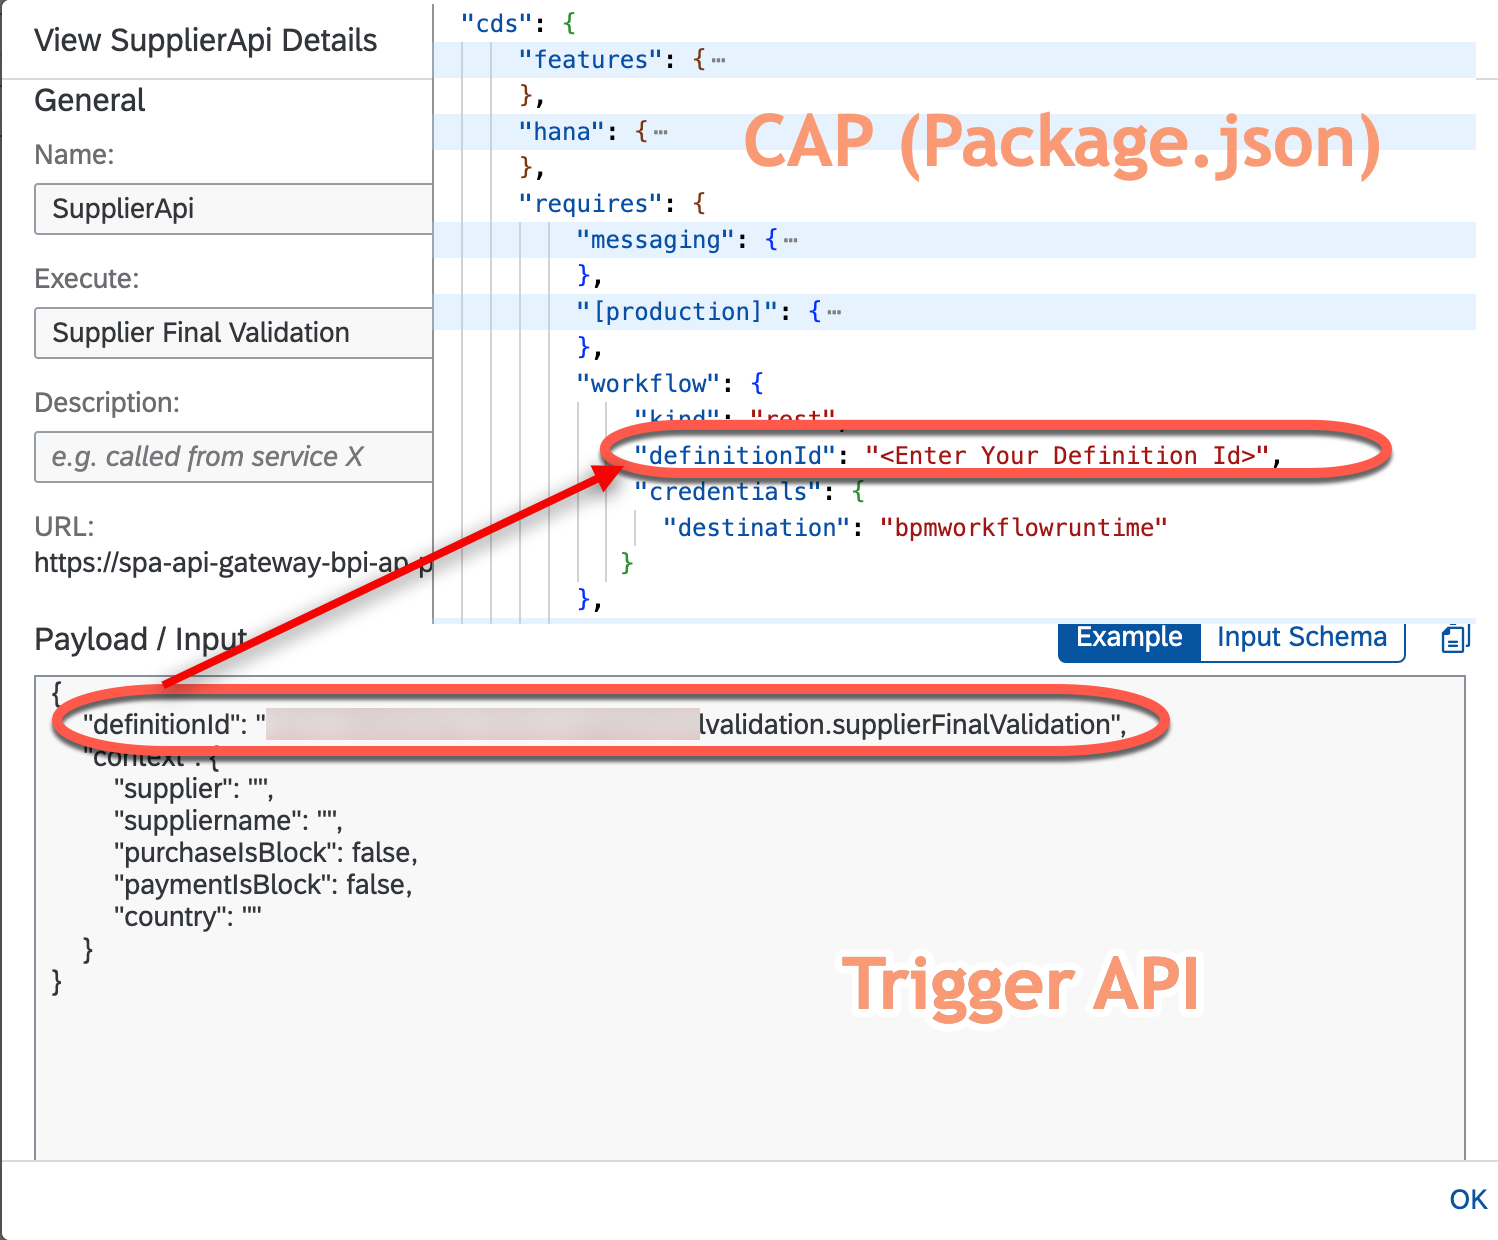 View SupplierApi Details
General
Name:
SupplierApi
Execute:
Supplier Final Validation
Description:
e.g. called from service X
URL:
https://spa-api-gateway-bpi-ap-p
"cds": {
"features": {⋯
},
"hana": {⋯
},
"requires": {
"messaging": {⋯
},
"[production]": {⋯
},
"workflow": {
"kind": "rest",
"definitionId": "<Enter Your Definition Id>",
"credentials": {
"destination": "bpmworkflowruntime"
}
},
CAP (Package.json)
Payload / Input
Example
Input Schema
{
"definitionId": "lvalidation.supplierFinalValidation",
"context": {
"supplier": "",
"suppliername": "",
"purchaseIsBlock": false,
"paymentIsBlock": false,
"country": ""
}
}
Trigger API
OK